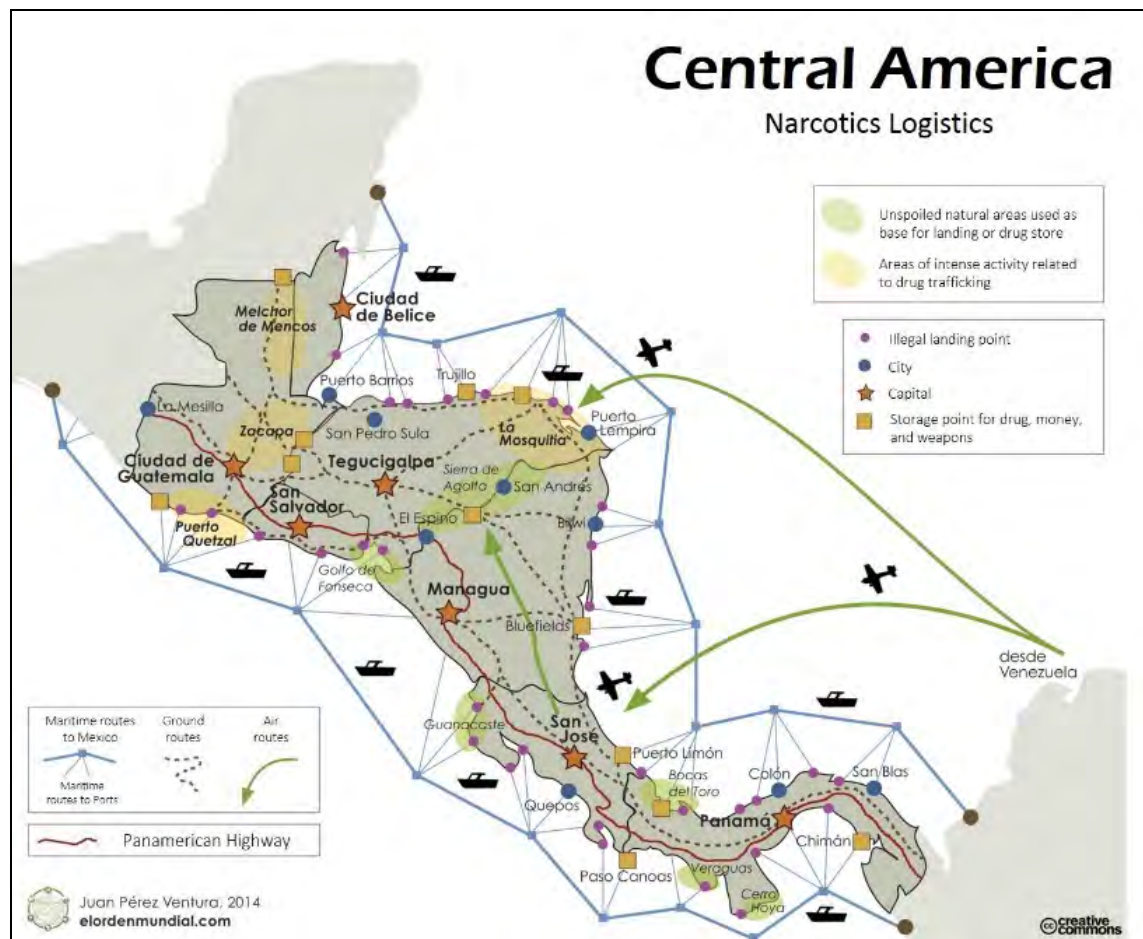 Central America
Narcotics Logistics
Unspoiled natural areas used as
base for landing or drug store
Areas of intense activity related
to drug trafficking
Illegal landing point
City
Capital
Storage point for drug, money,
and weapons
Ciudad
de Belice
Melchor
de Mencos
Puerto Barrios
Trujillo
La Mesilla
San Pedro Sula
Zacapa
La
Mosquitia
Puerto
Lempira
Ciudad de
Guatemala
Tegucigalpa
Sierra de
Agalta
San Andrés
San
Salvador
El Espino
Bilwi
Puerto
Quetzal
Golfo de
Fonseca
Managua
Bluefields
desde
Venezuela
Maritime routes
to Mexico
Ground
routes
Air
routes
Maritime
routes to Ports
Guanacaste
San
José
Puerto Limón
Bocas
del Toro
Colón
San Blas
Quepos
Panamá
Chimán
Panamerican Highway
Paso Canoas
Veraguas
Cerro
Hoya
Juan Pérez Ventura, 2014
elordenmundial.com
cc creative
commons